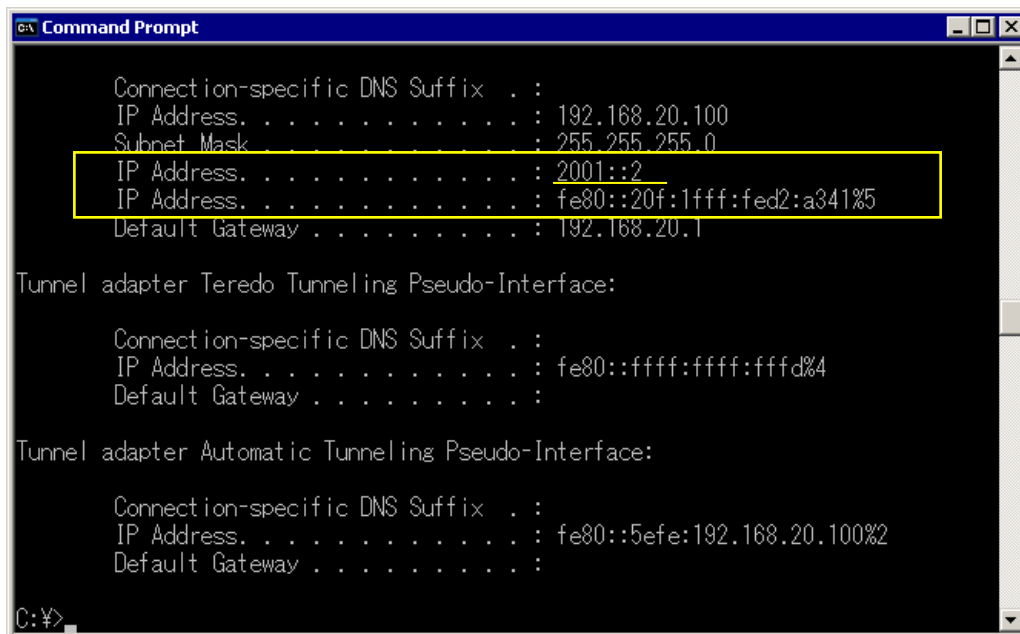 Command Prompt
Connection-specific DNS Suffix  . :
IP Address. . . . . . . . . . . . : 192.168.20.100
Subnet Mask . . . . . . . . . . . : 255.255.255.0
IP Address. . . . . . . . . . . . : 2001::2
IP Address. . . . . . . . . . . . : fe80::20f:1fff:fed2:a341%5
Default Gateway . . . . . . . . . : 192.168.20.1
Tunnel adapter Teredo Tunneling Pseudo-Interface:
Connection-specific DNS Suffix  . :
IP Address. . . . . . . . . . . . : fe80::ffff:ffff:fffd%4
Default Gateway . . . . . . . . . :
Tunnel adapter Automatic Tunneling Pseudo-Interface:
Connection-specific DNS Suffix  . :
IP Address. . . . . . . . . . . . : fe80::5efe:192.168.20.100%2
Default Gateway . . . . . . . . . :
C:¥>